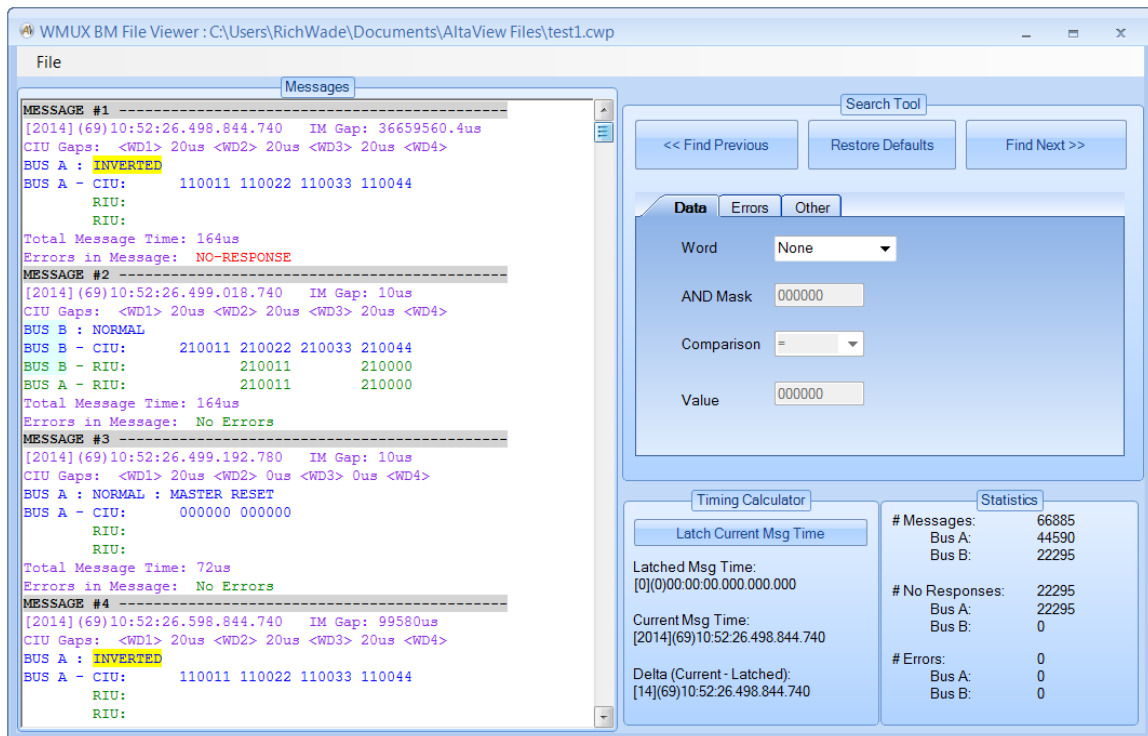 WMUX BM File Viewer : C:\Users\RichWade\Documents\AltaView Files\test1.cwp
File
Messages
MESSAGE #1 -------------------------------------------
[2014](69)10:52:26.498.844.740   IM Gap: 36659560.4us
CIU Gaps:  <WD1> 20us <WD2> 20us <WD3> 20us <WD4>
BUS A : INVERTED
BUS A - CIU:      110011 110022 110033 110044
RIU:
RIU:
Total Message Time: 164us
Errors in Message:  NO-RESPONSE
MESSAGE #2 -------------------------------------------
[2014](69)10:52:26.499.018.740   IM Gap: 10us
CIU Gaps:  <WD1> 20us <WD2> 20us <WD3> 20us <WD4>
BUS B : NORMAL
BUS B - CIU:      210011 210022 210033 210044
BUS B - RIU:             210011        210000
BUS A - RIU:             210011        210000
Total Message Time: 164us
Errors in Message:  No Errors
MESSAGE #3 -------------------------------------------
[2014](69)10:52:26.499.192.780   IM Gap: 10us
CIU Gaps:  <WD1> 20us <WD2> 0us <WD3> 0us <WD4>
BUS A : NORMAL : MASTER RESET
BUS A - CIU:      000000 000000
RIU:
RIU:
Total Message Time: 72us
Errors in Message:  No Errors
MESSAGE #4 -------------------------------------------
[2014](69)10:52:26.598.844.740   IM Gap: 99580us
CIU Gaps:  <WD1> 20us <WD2> 20us <WD3> 20us <WD4>
BUS A : INVERTED
BUS A - CIU:      110011 110022 110033 110044
RIU:
RIU:
Search Tool
<< Find Previous   Restore Defaults   Find Next >>
Data   Errors   Other
Word   None
AND Mask   000000
Comparison   =
Value   000000
Timing Calculator
Latch Current Msg Time
Latched Msg Time:
[0](0)00:00:00.000.000.000
Current Msg Time:
[2014](69)10:52:26.498.844.740
Delta (Current - Latched):
[14](69)10:52:26.498.844.740
Statistics
# Messages:   66885
Bus A:   44590
Bus B:   22295
# No Responses:   22295
Bus A:   22295
Bus B:   0
# Errors:   0
Bus A:   0
Bus B:   0